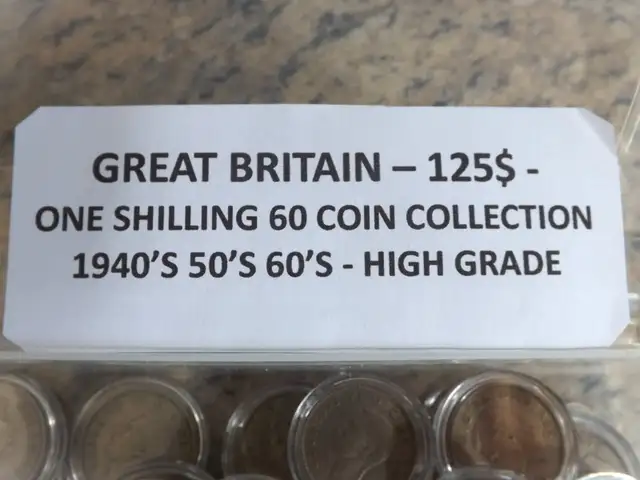 GREAT BRITAIN – 125$ -
ONE SHILLING 60 COIN COLLECTION
1940’S 50’S 60’S - HIGH GRADE